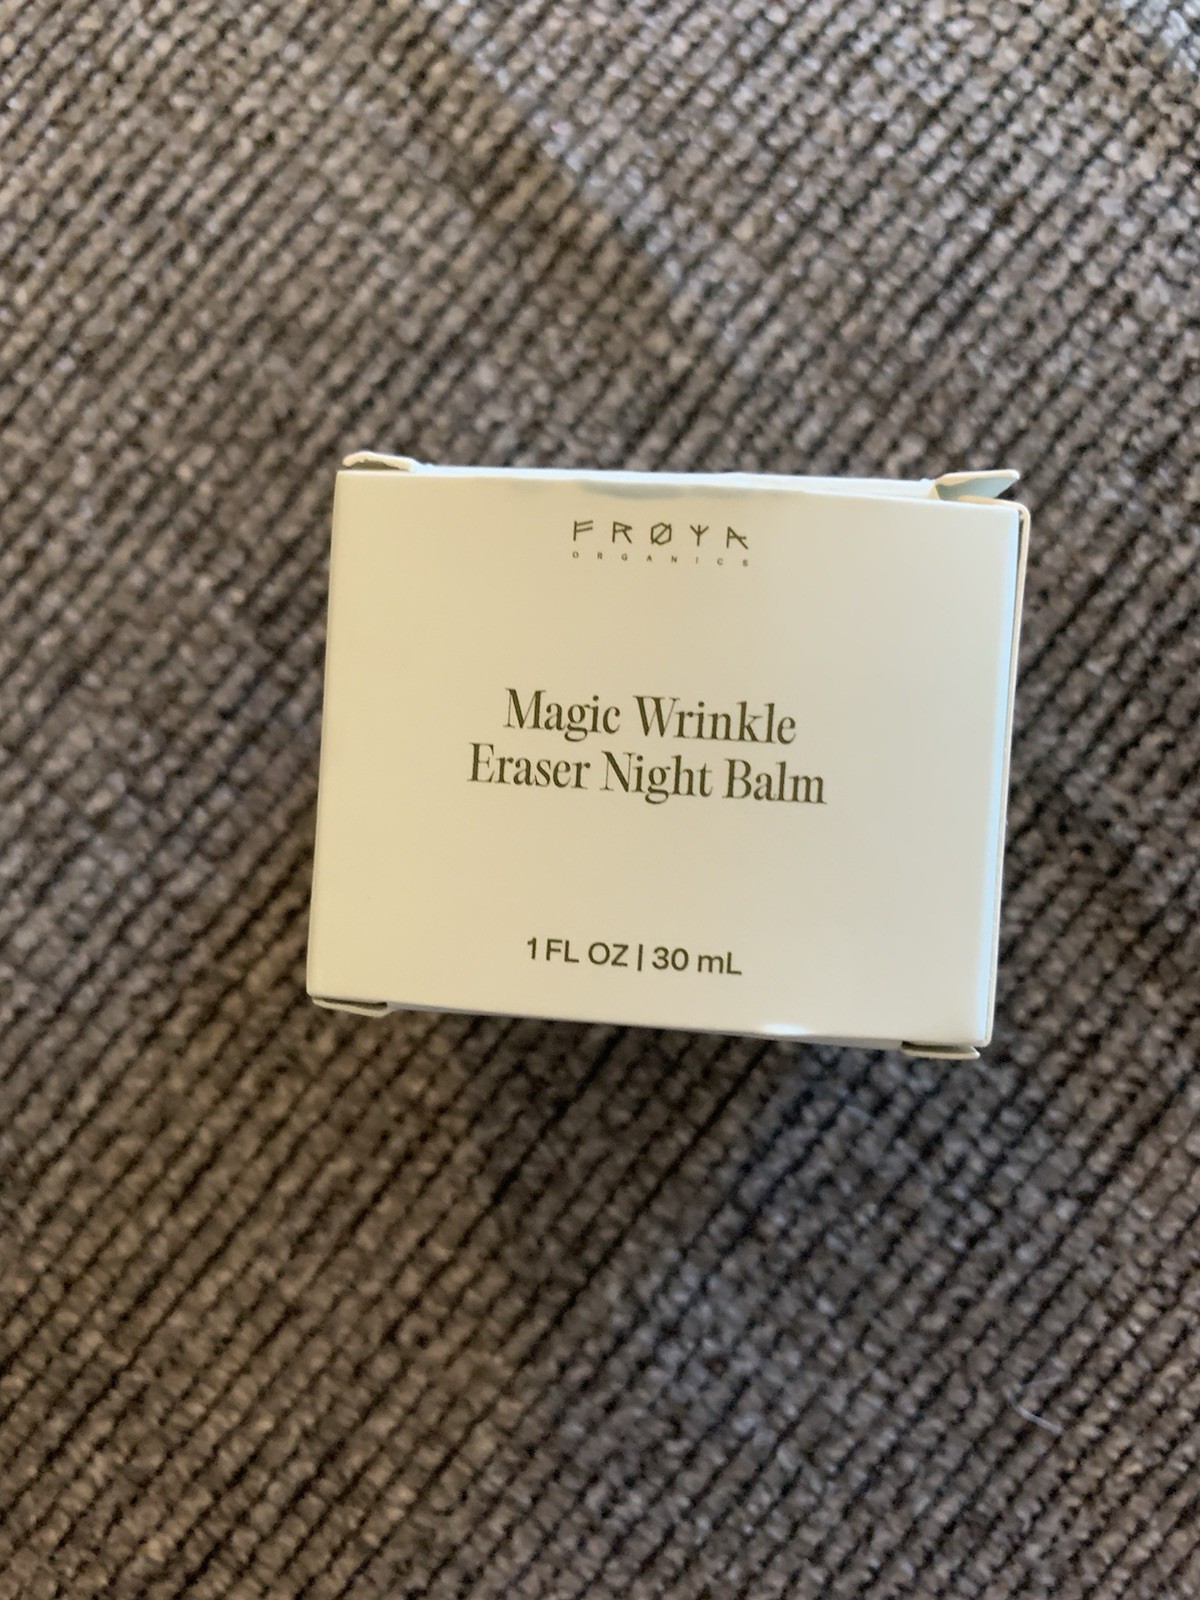 FRØYA
ORGANICS
Magic Wrinkle
Eraser Night Balm
1 FL OZ | 30 mL